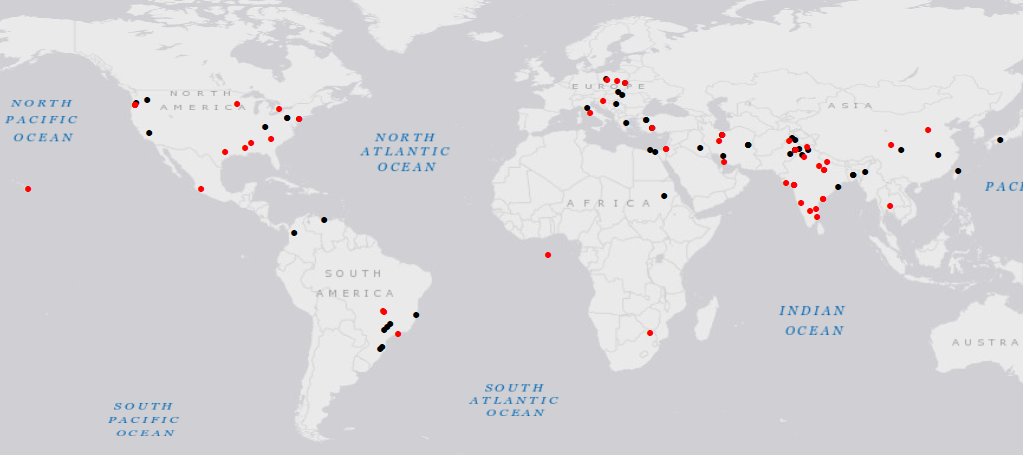 NORTH
AMERICA
NORTH
PACIFIC
OCEAN
NORTH
ATLANTIC
OCEAN
EUROPE
ASIA
PAC
AFRICA
SOUTH
AMERICA
INDIAN
OCEAN
AUSTRA
SOUTH
ATLANTIC
OCEAN
SOUTH
PACIFIC
OCEAN